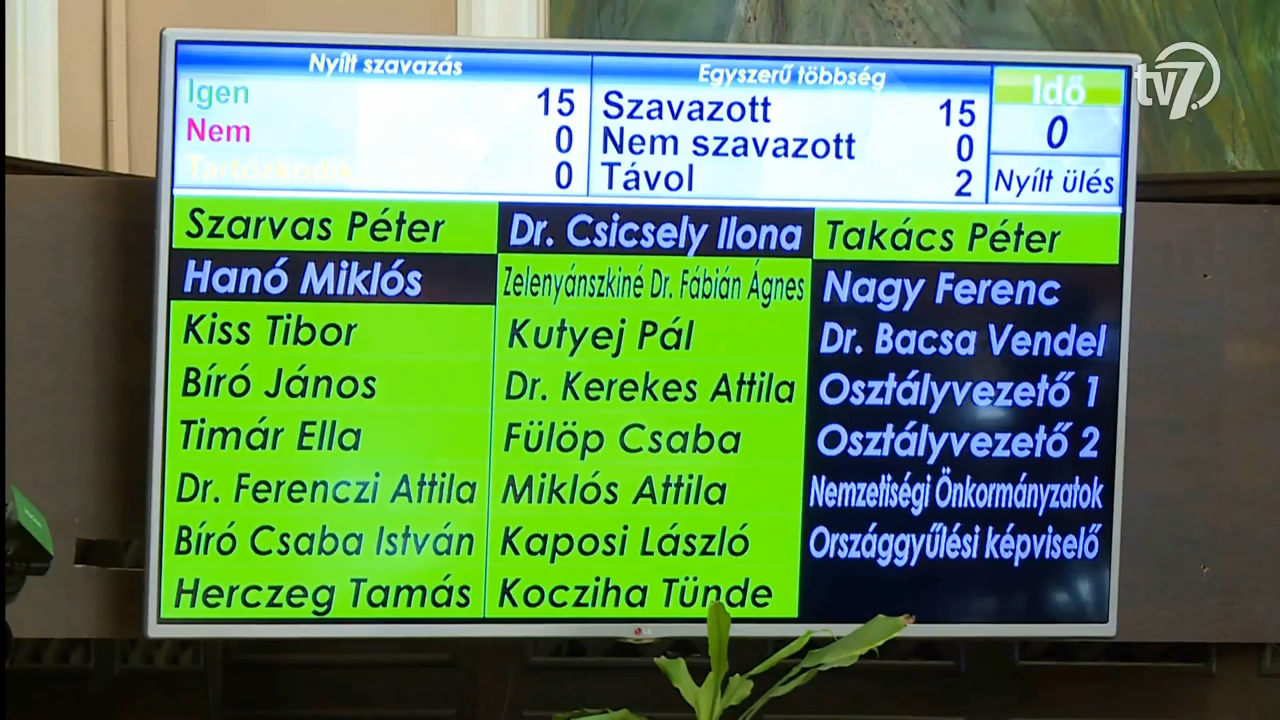 Nyílt szavazás
Igen 15
Nem 0
Tartózkodik 0
Egyszerű többség
Szavazott 15
Nem szavazott 0
Távol 2
Idő
0
Nyílt ülés
tv7.
Szarvas Péter
Hanó Miklós
Kiss Tibor
Bíró János
Timár Ella
Dr. Ferenczi Attila
Bíró Csaba István
Herczeg Tamás
Dr. Csicsely Ilona
Zelenyánszkiné Dr. Fábián Ágnes
Kutyej Pál
Dr. Kerekes Attila
Fülöp Csaba
Miklós Attila
Kaposi László
Kocziha Tünde
Takács Péter
Nagy Ferenc
Dr. Bacsa Vendel
Osztályvezető 1
Osztályvezető 2
Nemzetiségi Önkormányzatok
Országgyűlési képviselő
LG